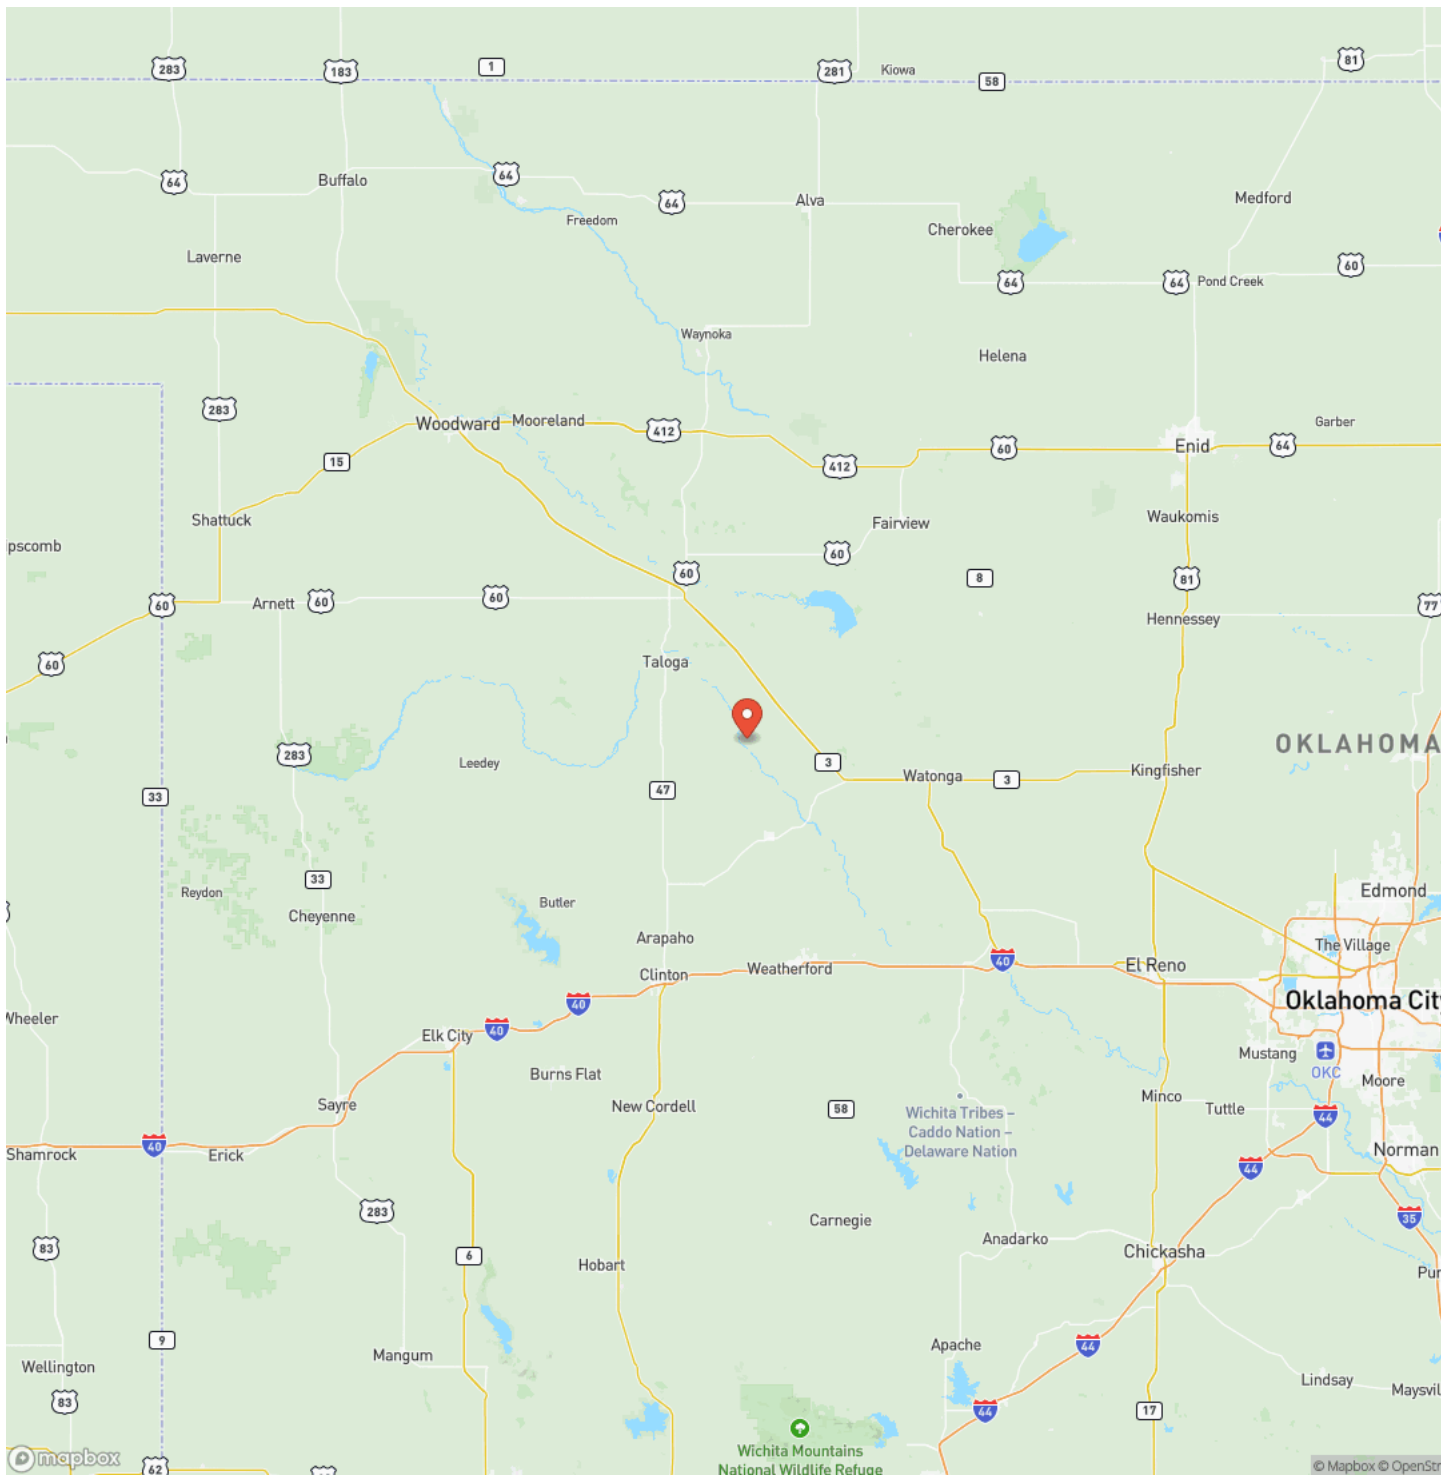 283
183
1
281
Kiowa
58
81
64
Buffalo
64
64
Alva
Medford
Freedom
Cherokee
Laverne
64
64
Pond Creek
60
Waynoka
Helena
283
Woodward
Mooreland
412
Garber
15
412
60
Enid
64
Shattuck
Fairview
Waukomis
pscomb
60
60
8
81
60
Arnett
60
60
77
Hennessey
60
Taloga
OKLAHOMA
283
Leedey
3
Watonga
3
Kingfisher
33
47
33
Reydon
Cheyenne
Butler
Edmond
Arapaho
The Village
Clinton
Weatherford
40
El Reno
40
Oklahoma City
Wheeler
40
Elk City
Mustang
OKC
Burns Flat
Moore
Sayre
New Cordell
58
Wichita Tribes –
Caddo Nation –
Delaware Nation
Minco
Tuttle
44
Shamrock
40
Erick
Norman
44
283
Carnegie
35
83
6
Hobart
Anadarko
Chickasha
Pur
9
Apache
44
Wellington
Mangum
83
Lindsay
Maysvil
44
17
mapbox
62
Wichita Mountains
National Wildlife Refuge
© Mapbox © OpenStr